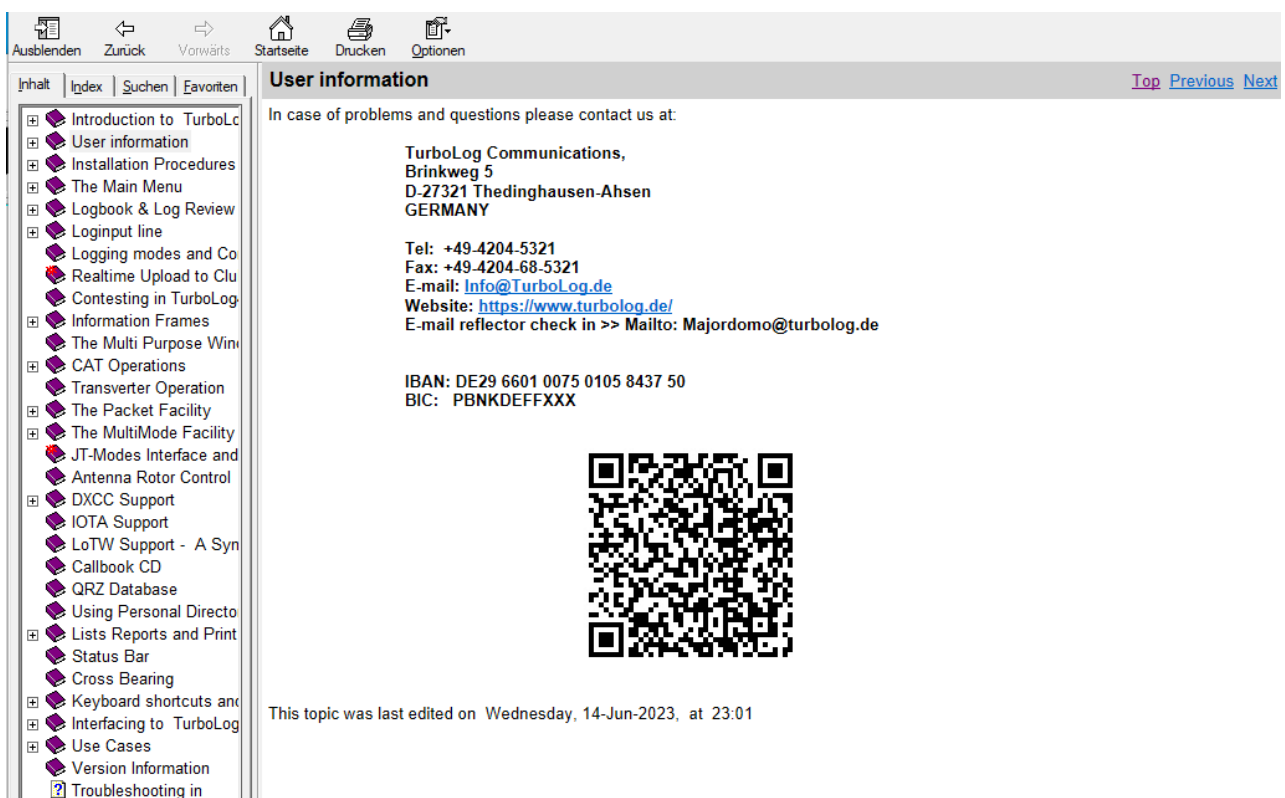 Ausblenden Zurück Vorwärts Startseite Drucken Optionen
Inhalt Index Suchen Favoriten
User information
Top Previous Next
Introduction to TurboLo
User information
Installation Procedures
The Main Menu
Logbook & Log Review
Loginput line
Logging modes and Co
Realtime Upload to Clu
Contesting in TurboLog
Information Frames
The Multi Purpose Win
CAT Operations
Transverter Operation
The Packet Facility
The MultiMode Facility
JT-Modes Interface and
Antenna Rotor Control
DXCC Support
IOTA Support
LoTW Support - A Syn
Callbook CD
QRZ Database
Using Personal Directo
Lists Reports and Print
Status Bar
Cross Bearing
Keyboard shortcuts and
Interfacing to TurboLog
Use Cases
Version Information
Troubleshooting in
In case of problems and questions please contact us at:
TurboLog Communications,
Brinkweg 5
D-27321 Thedinghausen-Ahsen
GERMANY
Tel: +49-4204-5321
Fax: +49-4204-68-5321
E-mail: Info@TurboLog.de
Website: https://www.turbolog.de/
E-mail reflector check in >> Mailto: Majordomo@turbolog.de
IBAN: DE29 6601 0075 0105 8437 50
BIC: PBNKDEFFXXX
This topic was last edited on Wednesday, 14-Jun-2023, at 23:01